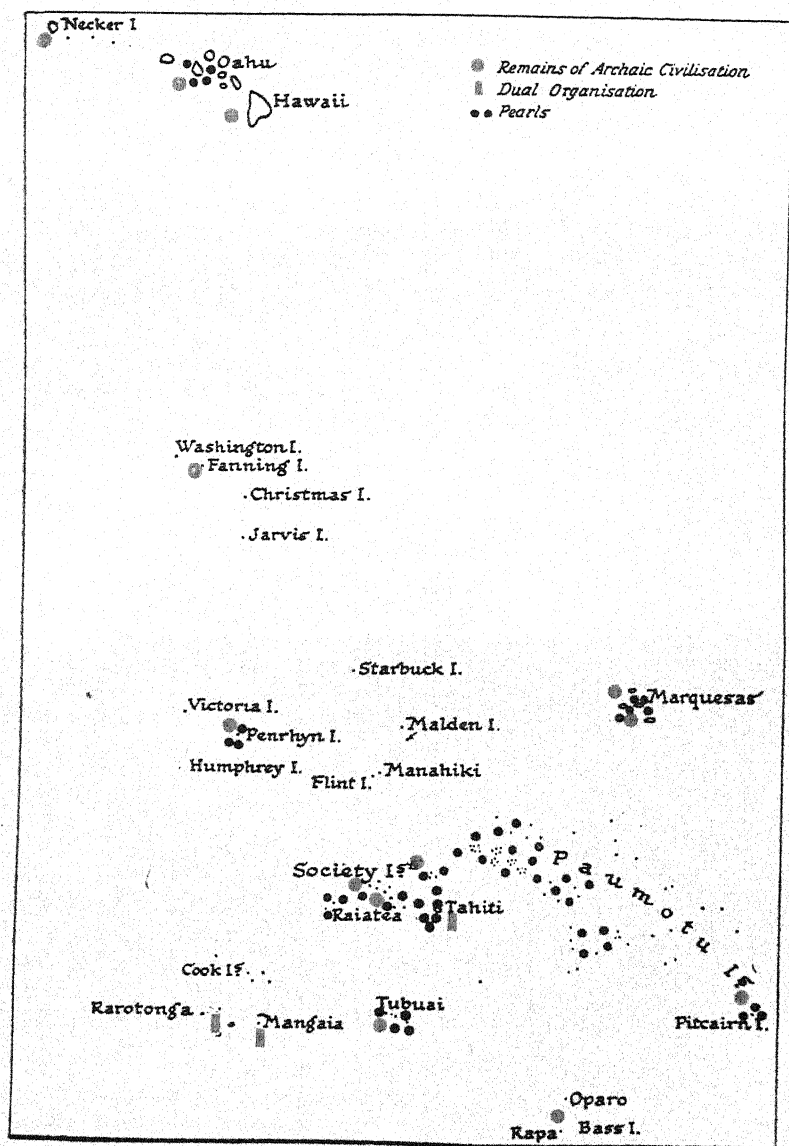 Necker I
Oahu
Hawaii
Remains of Archaic Civilisation
Dual Organisation
Pearls
Washington I.
Fanning I.
Christmas I.
Jarvis I.
Starbuck I.
Victoria I.
Marquesas
Malden I.
Penrhyn I.
Humphrey I.
Manahiki
Flint I.
Paumotu Is.
Society Is.
Raiatea
Tahiti
Cook Is.
Rarotonga
Mangaia
Tubuai
Pitcairn I.
Oparo
Rapa
Bass I.